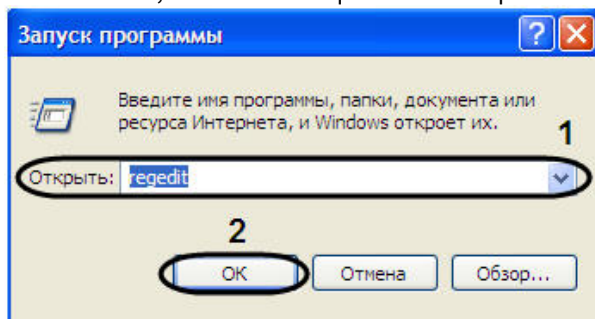 Запуск программы
Введите имя программы, папки, документа или
ресурса Интернета, и Windows откроет их.
1
Открыть: regedit
2
ОК Отмена Обзор...